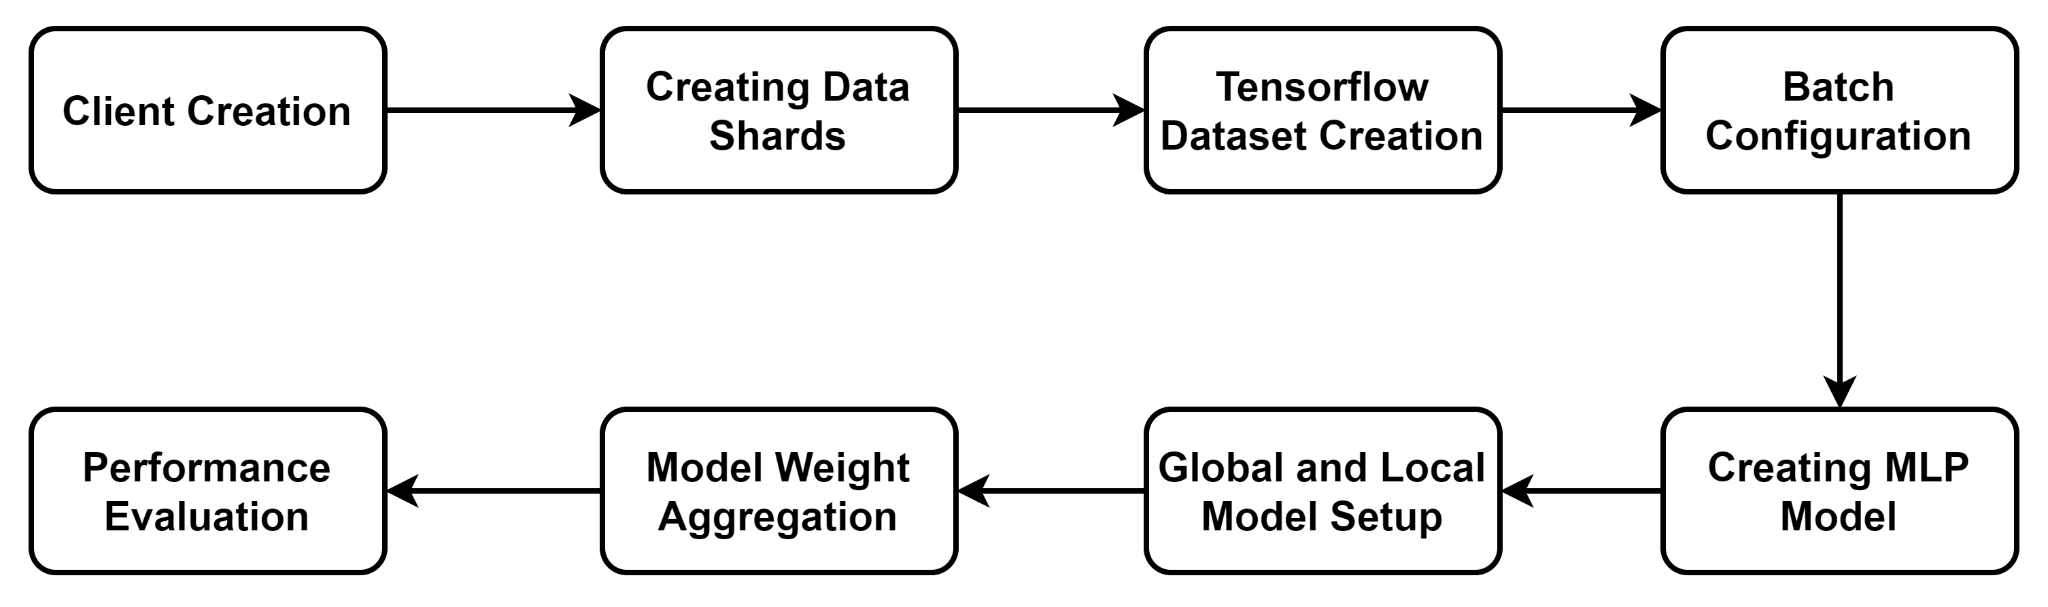 Client Creation
Creating Data
Shards
Tensorflow
Dataset Creation
Batch
Configuration
Performance
Evaluation
Model Weight
Aggregation
Global and Local
Model Setup
Creating MLP
Model